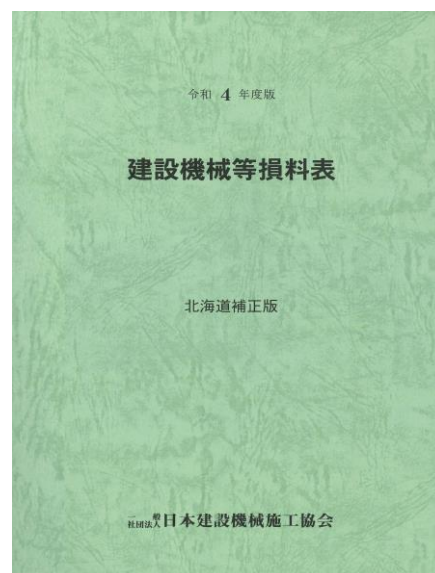 令和 4 年度版
建設機械等損料表
北海道補正版
一般社団法人日本建設機械施工協会